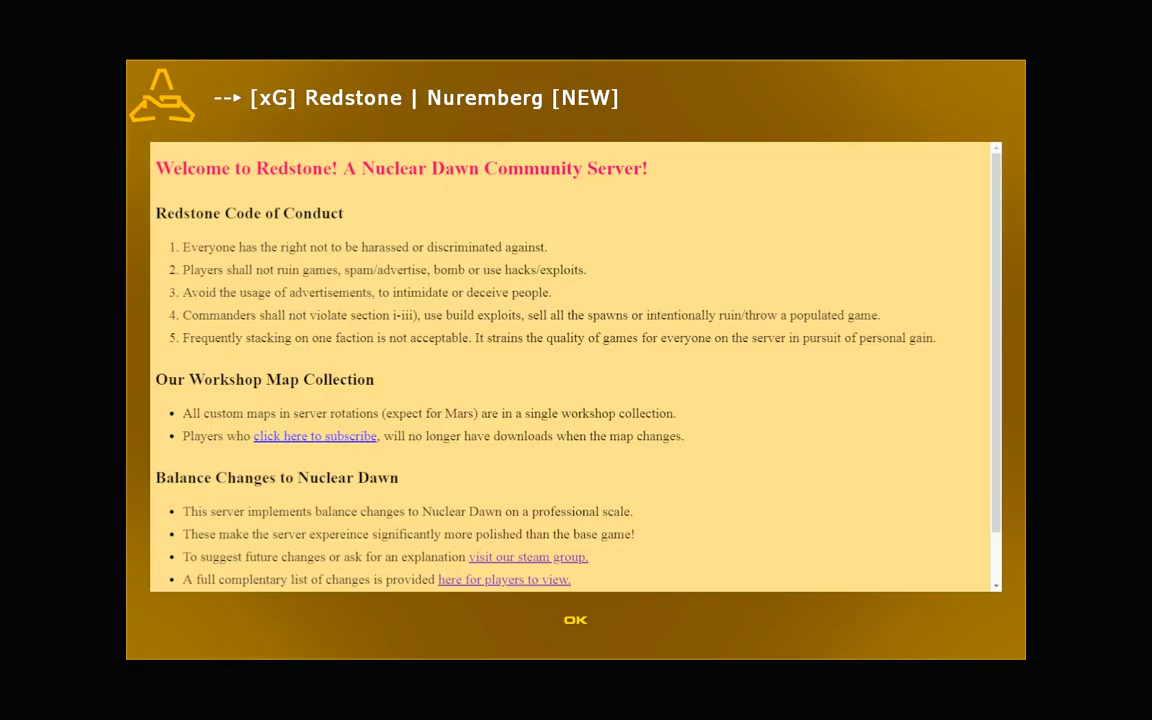 --► [xG] Redstone | Nuremberg [NEW]
Welcome to Redstone! A Nuclear Dawn Community Server!
Redstone Code of Conduct
1. Everyone has the right not to be harassed or discriminated against.
2. Players shall not ruin games, spam/advertise, bomb or use hacks/exploits.
3. Avoid the usage of advertisements, to intimidate or deceive people.
4. Commanders shall not violate section i-iii), use build exploits, sell all the spawns or intentionally ruin/throw a populated game.
5. Frequently stacking on one faction is not acceptable. It strains the quality of games for everyone on the server in pursuit of personal gain.
Our Workshop Map Collection
• All custom maps in server rotations (expect for Mars) are in a single workshop collection.
• Players who click here to subscribe, will no longer have downloads when the map changes.
Balance Changes to Nuclear Dawn
• This server implements balance changes to Nuclear Dawn on a professional scale.
• These make the server expereince significantly more polished than the base game!
• To suggest future changes or ask for an explanation visit our steam group.
• A full complentary list of changes is provided here for players to view.
OK